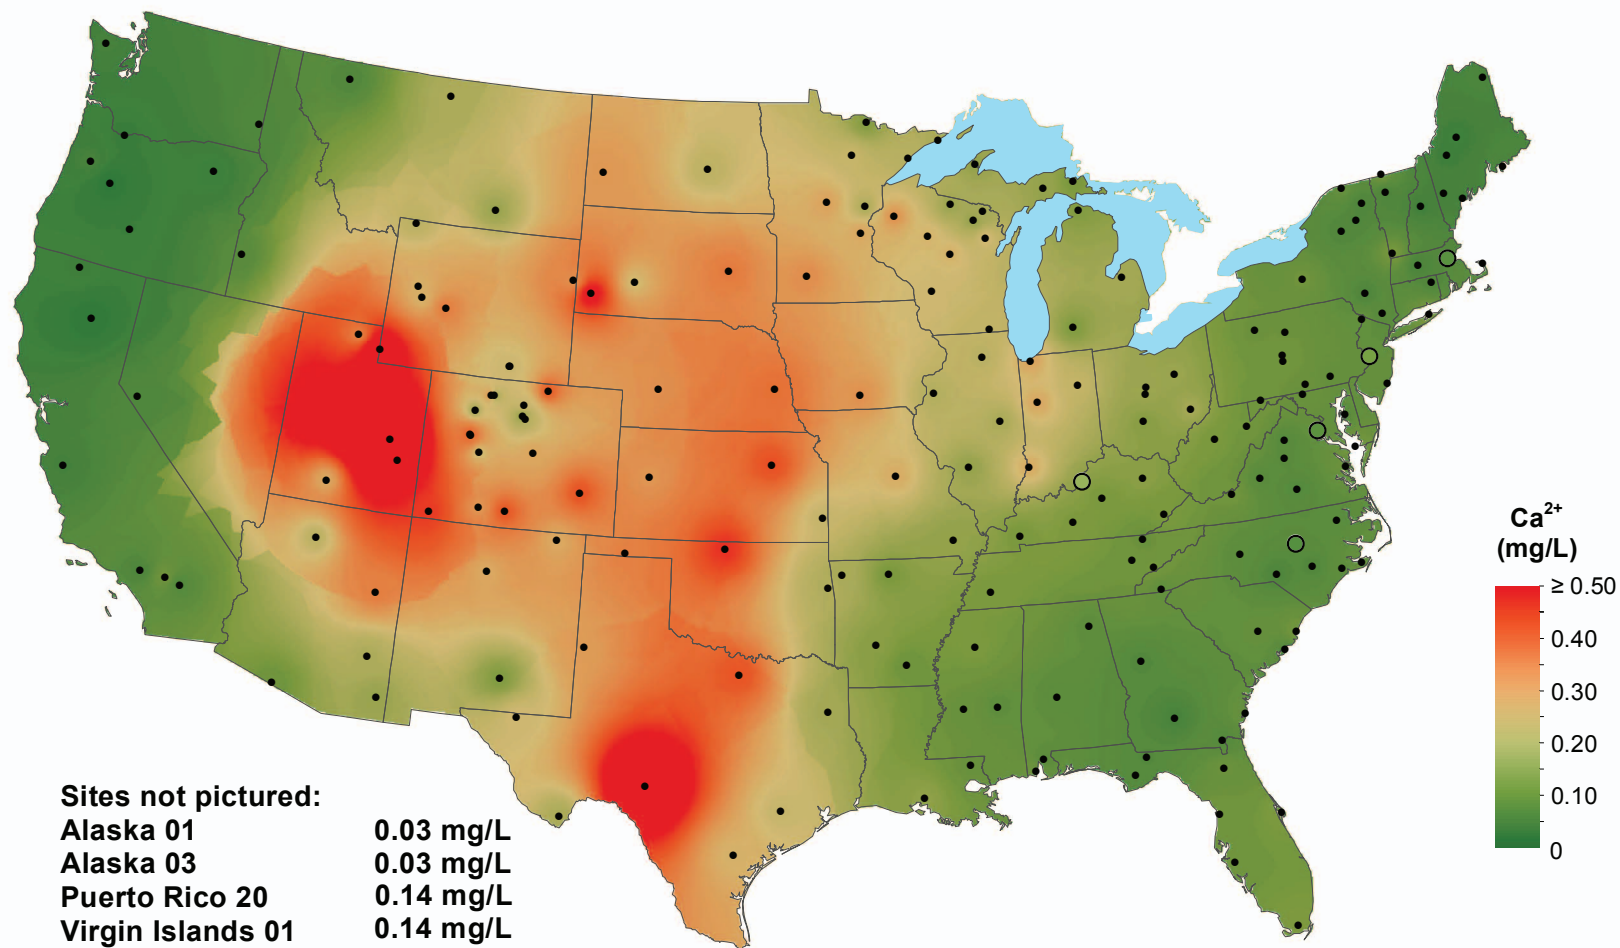 Ca²⁺
(mg/L)
≥ 0.50
0.40
0.30
0.20
0.10
0
Sites not pictured:
Alaska 01 0.03 mg/L
Alaska 03 0.03 mg/L
Puerto Rico 20 0.14 mg/L
Virgin Islands 01 0.14 mg/L